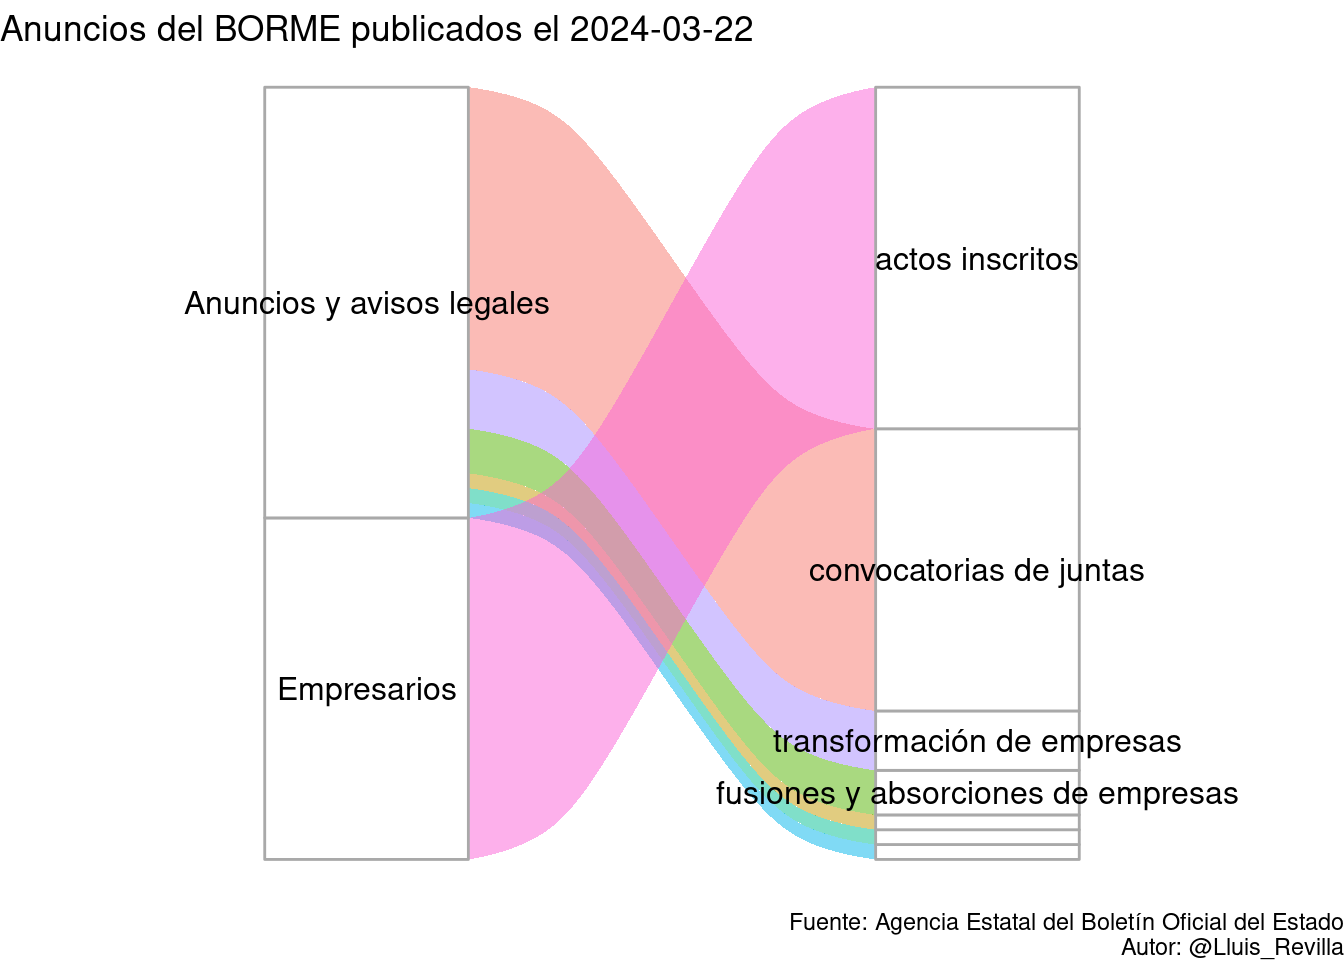 Anuncios del BORME publicados el 2024-03-22
actos inscritos
Anuncios y avisos legales
convocatorias de juntas
Empresarios
transformación de empresas
fusiones y absorciones de empresas
Fuente: Agencia Estatal del Boletín Oficial del Estado
Autor: @Lluis_Revilla